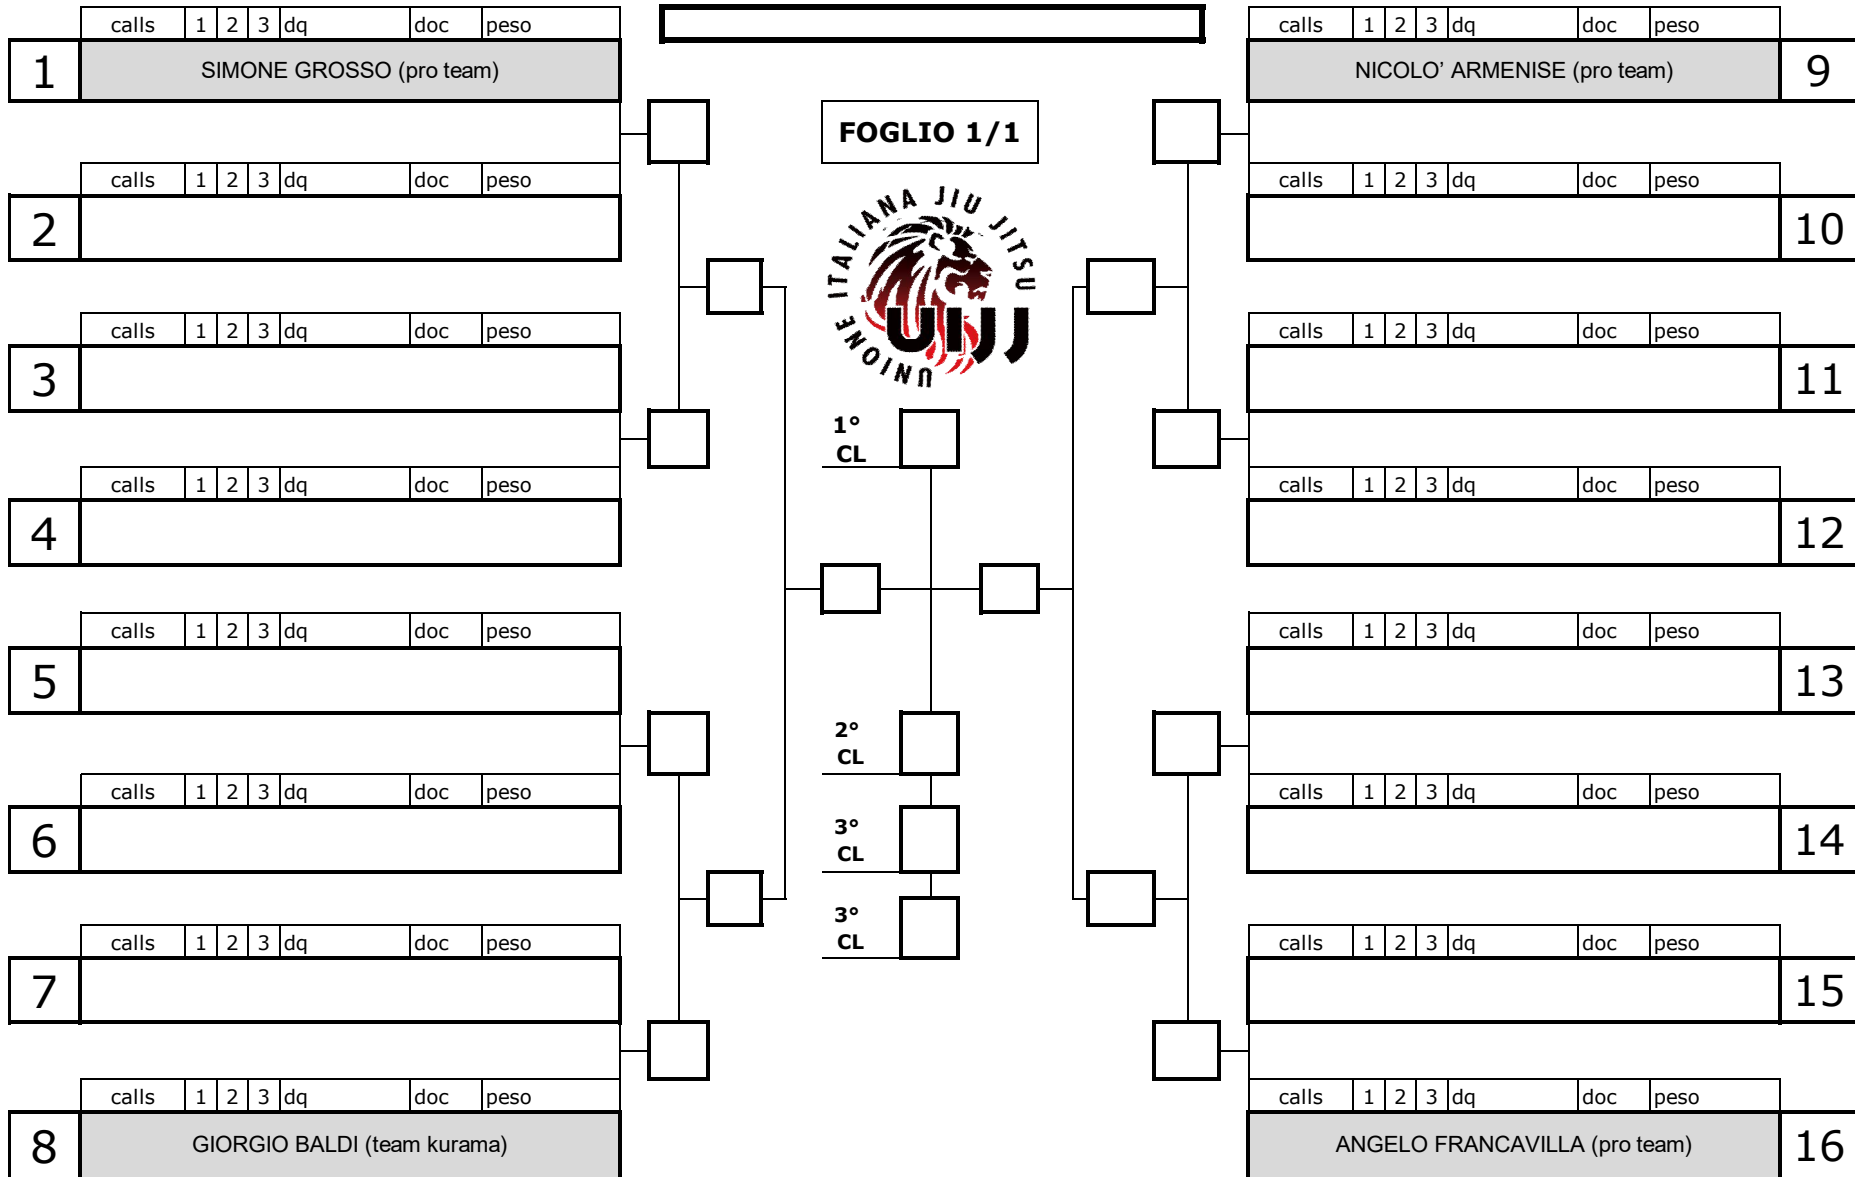 calls 1 2 3 dq doc peso
1 SIMONE GROSSO (pro team)
calls 1 2 3 dq doc peso
2
calls 1 2 3 dq doc peso
3
calls 1 2 3 dq doc peso
4
calls 1 2 3 dq doc peso
5
calls 1 2 3 dq doc peso
6
calls 1 2 3 dq doc peso
7
calls 1 2 3 dq doc peso
8 GIORGIO BALDI (team kurama)
FOGLIO 1/1
UNIONE ITALIANA JIU JITSU
UIJJ
1°
CL
2°
CL
3°
CL
3°
CL
calls 1 2 3 dq doc peso
NICOLO’ ARMENISE (pro team) 9
calls 1 2 3 dq doc peso
10
calls 1 2 3 dq doc peso
11
calls 1 2 3 dq doc peso
12
calls 1 2 3 dq doc peso
13
calls 1 2 3 dq doc peso
14
calls 1 2 3 dq doc peso
15
calls 1 2 3 dq doc peso
ANGELO FRANCAVILLA (pro team) 16